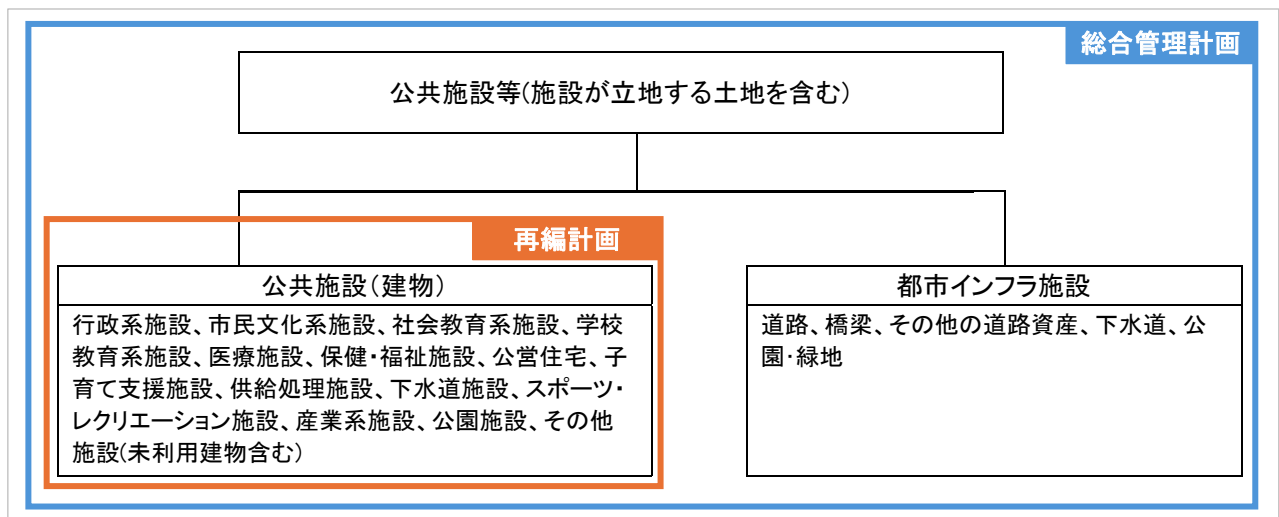 総合管理計画
公共施設等(施設が立地する土地を含む)
再編計画
公共施設(建物)
行政系施設、市民文化系施設、社会教育系施設、学校
教育系施設、医療施設、保健・福祉施設、公営住宅、子
育て支援施設、供給処理施設、下水道施設、スポーツ・
レクリエーション施設、産業系施設、公園施設、その他
施設(未利用建物含む)
都市インフラ施設
道路、橋梁、その他の道路資産、下水道、公
園・緑地